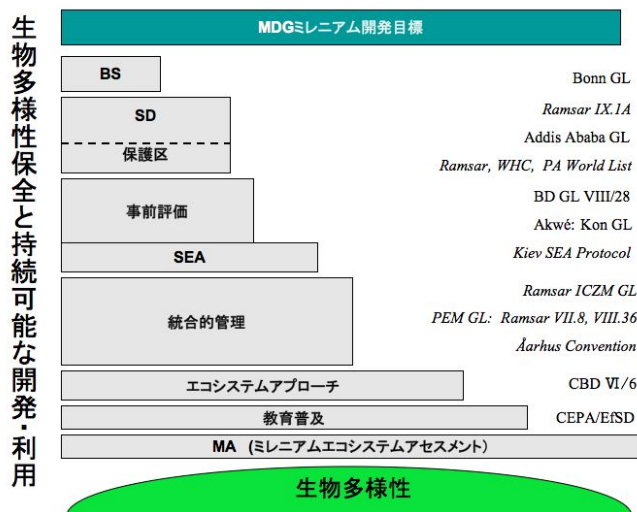 生物多様性保全と持続可能な開発・利用
MDGミレニアム開発目標
BS
Bonn GL
SD
Ramsar IX.1A
Addis Ababa GL
保護区
Ramsar, WHC, PA World List
事前評価
BD GL VIII/28
Akwé: Kon GL
SEA
Kiev SEA Protocol
統合的管理
Ramsar ICZM GL
PEM GL: Ramsar VII.8, VIII.36
Åarhus Convention
エコシステムアプローチ
CBD VI/6
教育普及
CEPA/EfSD
MA (ミレニアムエコシステムアセスメント)
生物多様性